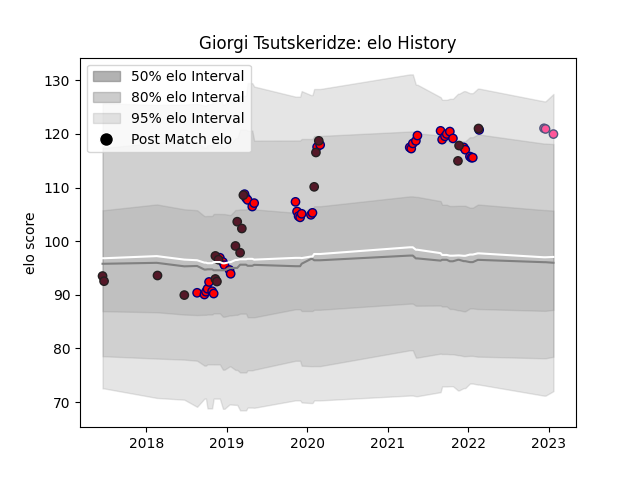 Giorgi Tsutskeridze: elo History
50% elo Interval
80% elo Interval
95% elo Interval
Post Match elo
elo score
130
120
110
100
90
80
70
2018
2019
2020
2021
2022
2023